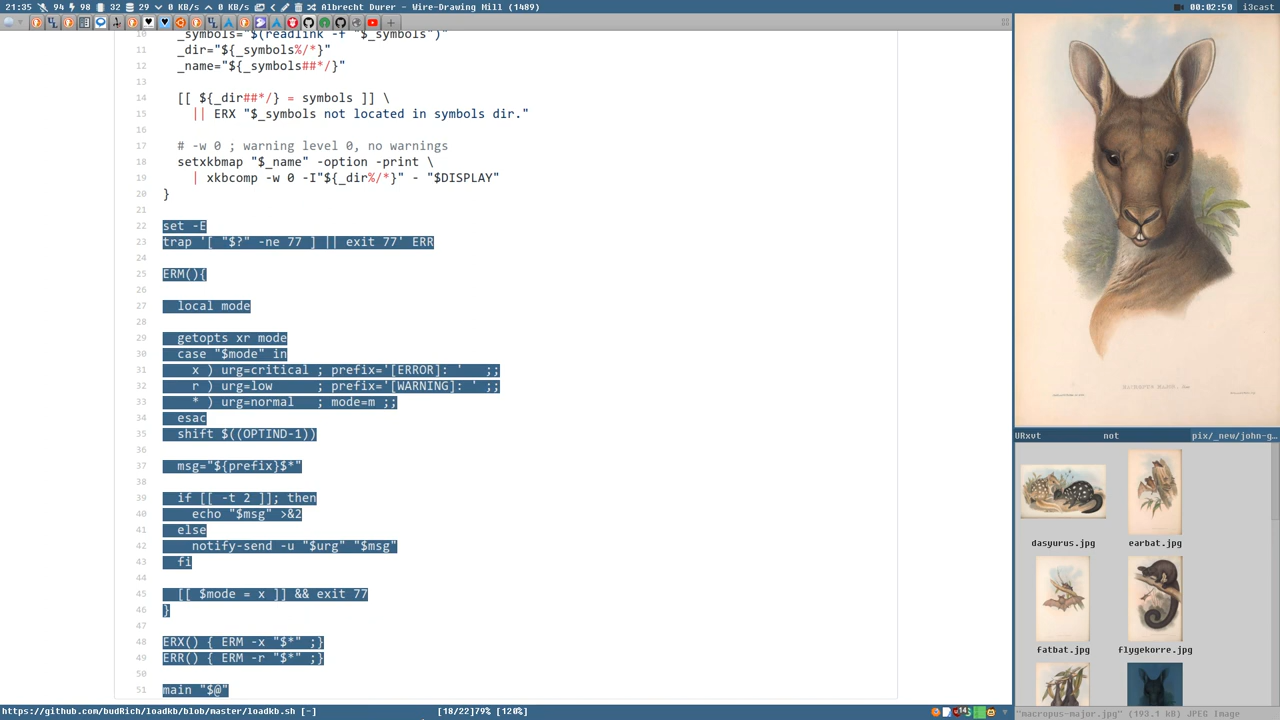 21:35 94 98 32 29 0 KB/s 0 KB/s Albrecht Durer - Wire-Drawing Mill (1489) 00:02:50 i3cast
10 _symbols="$(readlink -f "$_symbols")"
11 _dir="${_symbols%/*}"
12 _name="${_symbols##*/}"
13
14 [[ ${_dir##*/} = symbols ]] \
15 || ERX "$_symbols not located in symbols dir."
16
17 # -w 0 ; warning level 0, no warnings
18 setxkbmap "$_name" -option -print \
19 | xkbcomp -w 0 -I"${_dir%/*}" - "$DISPLAY"
20 }
21
22 set -E
23 trap '[ "$?" -ne 77 ] || exit 77' ERR
24
25 ERM(){
26
27 local mode
28
29 getopts xr mode
30 case "$mode" in
31 x ) urg=critical ; prefix='[ERROR]: ' ;;
32 r ) urg=low ; prefix='[WARNING]: ' ;;
33 * ) urg=normal ; mode=m ;;
34 esac
35 shift $((OPTIND-1))
36
37 msg="${prefix}$*"
38
39 if [[ -t 2 ]]; then
40 echo "$msg" >&2
41 else
42 notify-send -u "$urg" "$msg"
43 fi
44
45 [[ $mode = x ]] && exit 77
46 }
47
48 ERX() { ERM -x "$*" ;}
49 ERR() { ERM -r "$*" ;}
50
51 main "$@"
https://github.com/budRich/loadkb/blob/master/loadkb.sh [-] [18/22]79% [120%]
URxvt not pix/_new/john-g…
dasyurus.jpg earbat.jpg
fatbat.jpg flygekorre.jpg
"macropus-major.jpg" (193.1 kB) JPEG Image